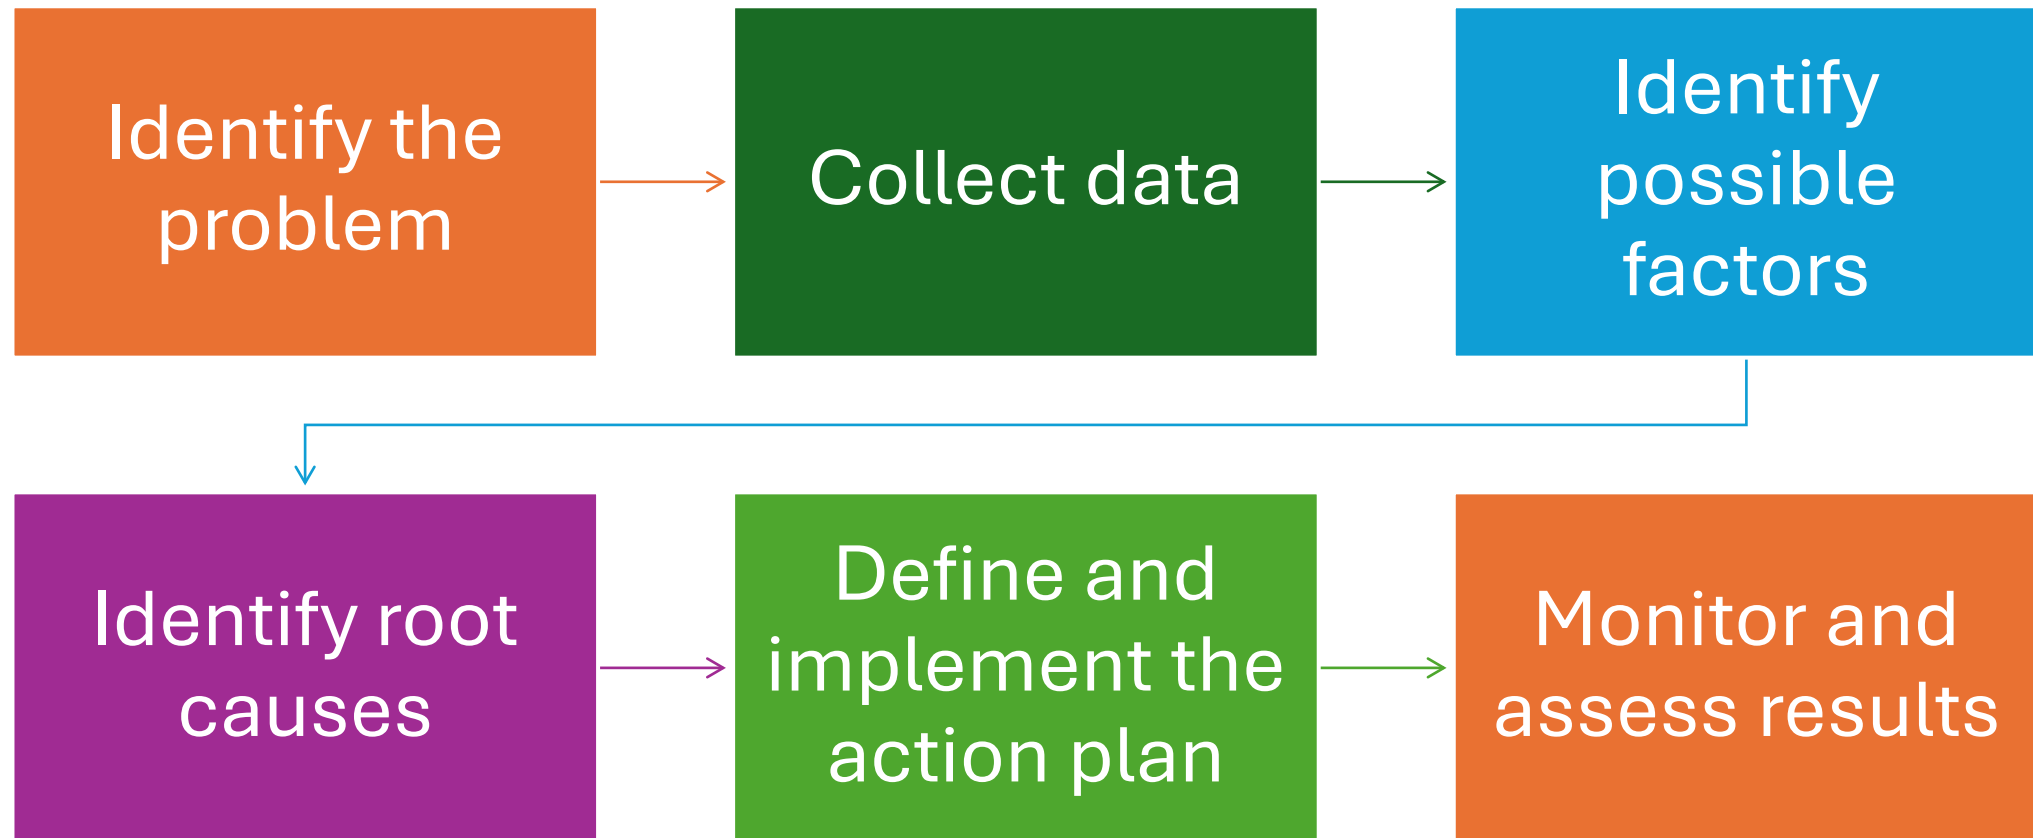 Identify the
problem
Collect data
Identify
possible
factors
Identify root
causes
Define and
implement the
action plan
Monitor and
assess results